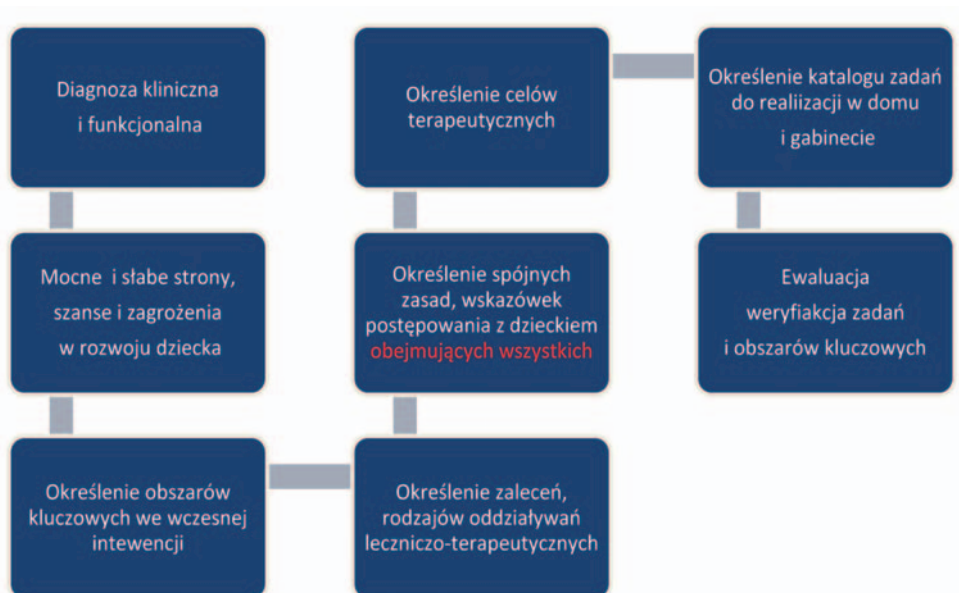 Diagnoza kliniczna
i funkcjonalna
Mocne i słabe strony,
szanse i zagrożenia
w rozwoju dziecka
Określenie obszarów
kluczowych we wczesnej
intewencji
Określenie zaleceń,
rodzajów oddziaływań
leczniczo-terapeutycznych
Określenie spójnych
zasad, wskazówek
postępowania z dzieckiem
obejmujących wszystkich
Określenie celów
terapeutycznych
Określenie katalogu zadań
do realiizacji w domu
i gabinecie
Ewaluacja
weryfiakcja zadań
i obszarów kluczowych